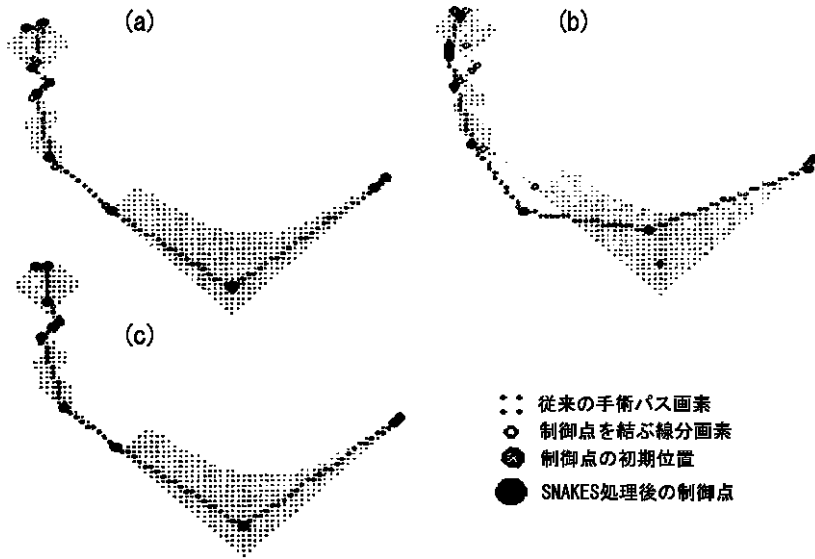 (a)
(b)
(c)
従来の手術パス画素
制御点を結ぶ線分画素
制御点の初期位置
SNAKES処理後の制御点